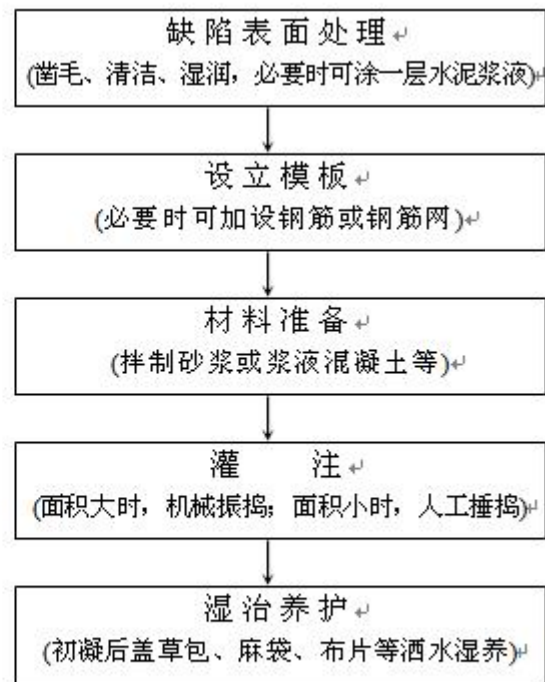 缺陷表面处理
(凿毛、清洁、湿润，必要时可涂一层水泥浆液)
设立模板
(必要时可加设钢筋或钢筋网)
材料准备
(拌制砂浆或浆液混凝土等)
灌 注
(面积大时，机械振捣；面积小时，人工捶捣)
湿治养护
(初凝后盖草包、麻袋、布片等洒水湿养)